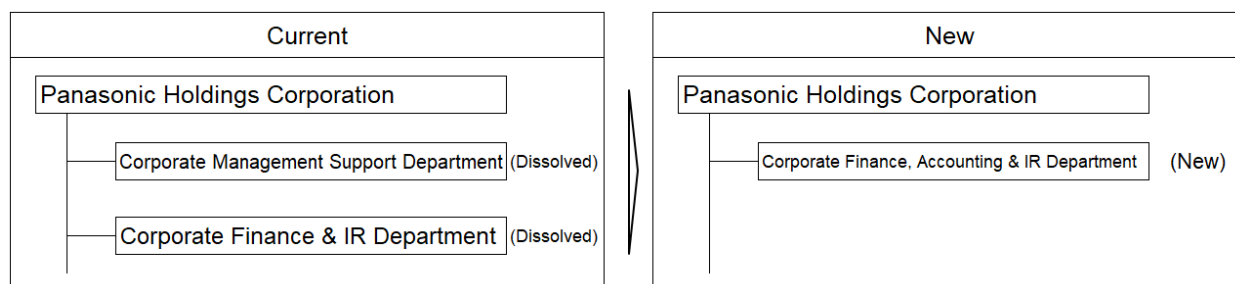 Current
Panasonic Holdings Corporation
Corporate Management Support Department (Dissolved)
Corporate Finance & IR Department (Dissolved)
New
Panasonic Holdings Corporation
Corporate Finance, Accounting & IR Department (New)